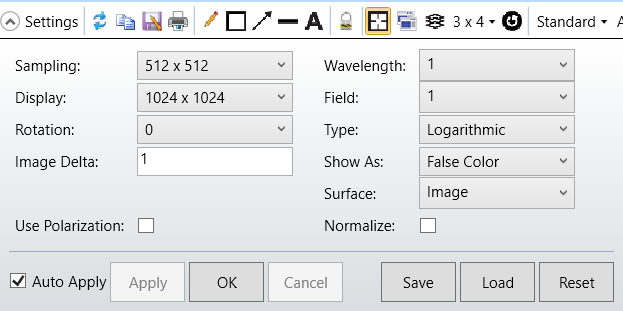 Settings A 3 x 4 Standard
Sampling: 512 x 512 Wavelength: 1
Display: 1024 x 1024 Field: 1
Rotation: 0 Type: Logarithmic
Image Delta: 1 Show As: False Color
Surface: Image
Use Polarization: Normalize:
Auto Apply Apply OK Cancel Save Load Reset